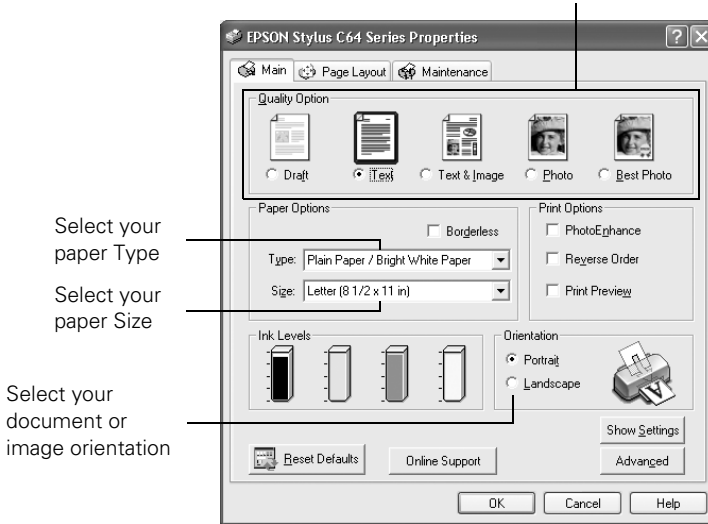 EPSON Stylus C64 Series Properties
Main Page Layout Maintenance
Quality Option
Draft Text Text & Image Photo Best Photo
Paper Options
Borderless
Type: Plain Paper / Bright White Paper
Size: Letter (8 1/2 x 11 in)
Print Options
PhotoEnhance
Reverse Order
Print Preview
Select your
paper Type
Select your
paper Size
Ink Levels
Orientation
Portrait
Landscape
Select your
document or
image orientation
Show Settings
Reset Defaults Online Support Advanced
OK Cancel Help